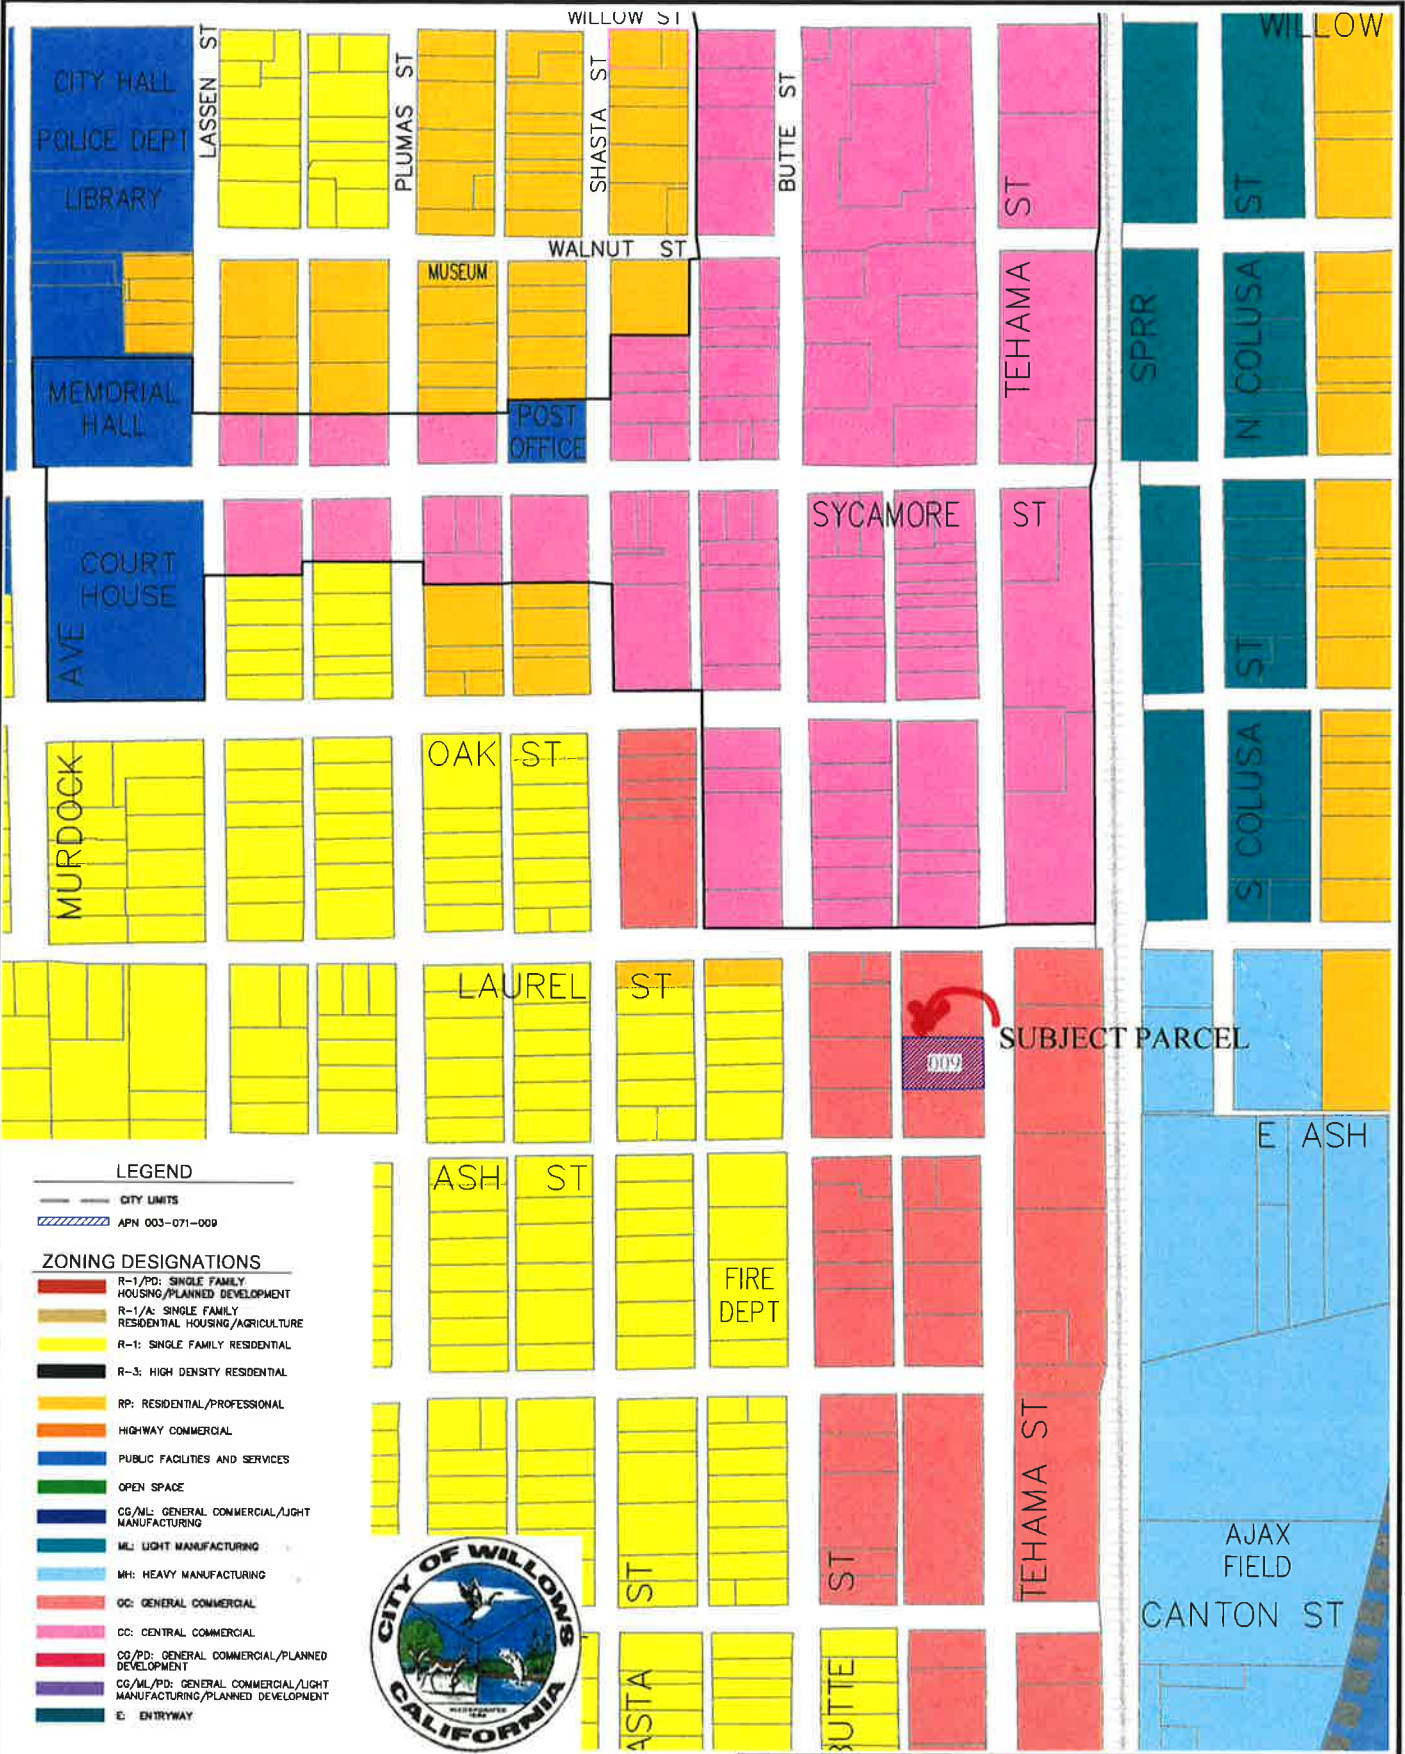 WILLOW ST
WILLOW
CITY HALL
POLICE DEPT
LIBRARY
LASSEN ST
PLUMAS ST
SHASTA ST
BUTTE ST
ST
ST
WALNUT ST
MUSEUM
TEHAMA
SPRR
N COLUSA
MEMORIAL
HALL
POST
OFFICE
SYCAMORE ST
COURT
HOUSE
AVE
ST
OAK ST
MURDOCK
S COLUSA
LAUREL ST
SUBJECT PARCEL
009
E ASH
ASH ST
FIRE
DEPT
LEGEND
CITY LIMITS
APN 003-071-009
ZONING DESIGNATIONS
R-1/PD: SINGLE FAMILY
HOUSING/PLANNED DEVELOPMENT
R-1/A: SINGLE FAMILY
RESIDENTIAL HOUSING/AGRICULTURE
R-1: SINGLE FAMILY RESIDENTIAL
R-3: HIGH DENSITY RESIDENTIAL
RP: RESIDENTIAL/PROFESSIONAL
HIGHWAY COMMERCIAL
PUBLIC FACILITIES AND SERVICES
OPEN SPACE
CG/ML: GENERAL COMMERCIAL/LIGHT
MANUFACTURING
ML: LIGHT MANUFACTURING
MH: HEAVY MANUFACTURING
GC: GENERAL COMMERCIAL
CC: CENTRAL COMMERCIAL
CG/PD: GENERAL COMMERCIAL/PLANNED
DEVELOPMENT
CG/ML/PD: GENERAL COMMERCIAL/LIGHT
MANUFACTURING/PLANNED DEVELOPMENT
E: ENTRYWAY
CITY OF WILLOWS
CALIFORNIA
INCORPORATED
ST
ST
TEHAMA ST
AJAX
FIELD
CANTON ST
ASTA
BUTTE